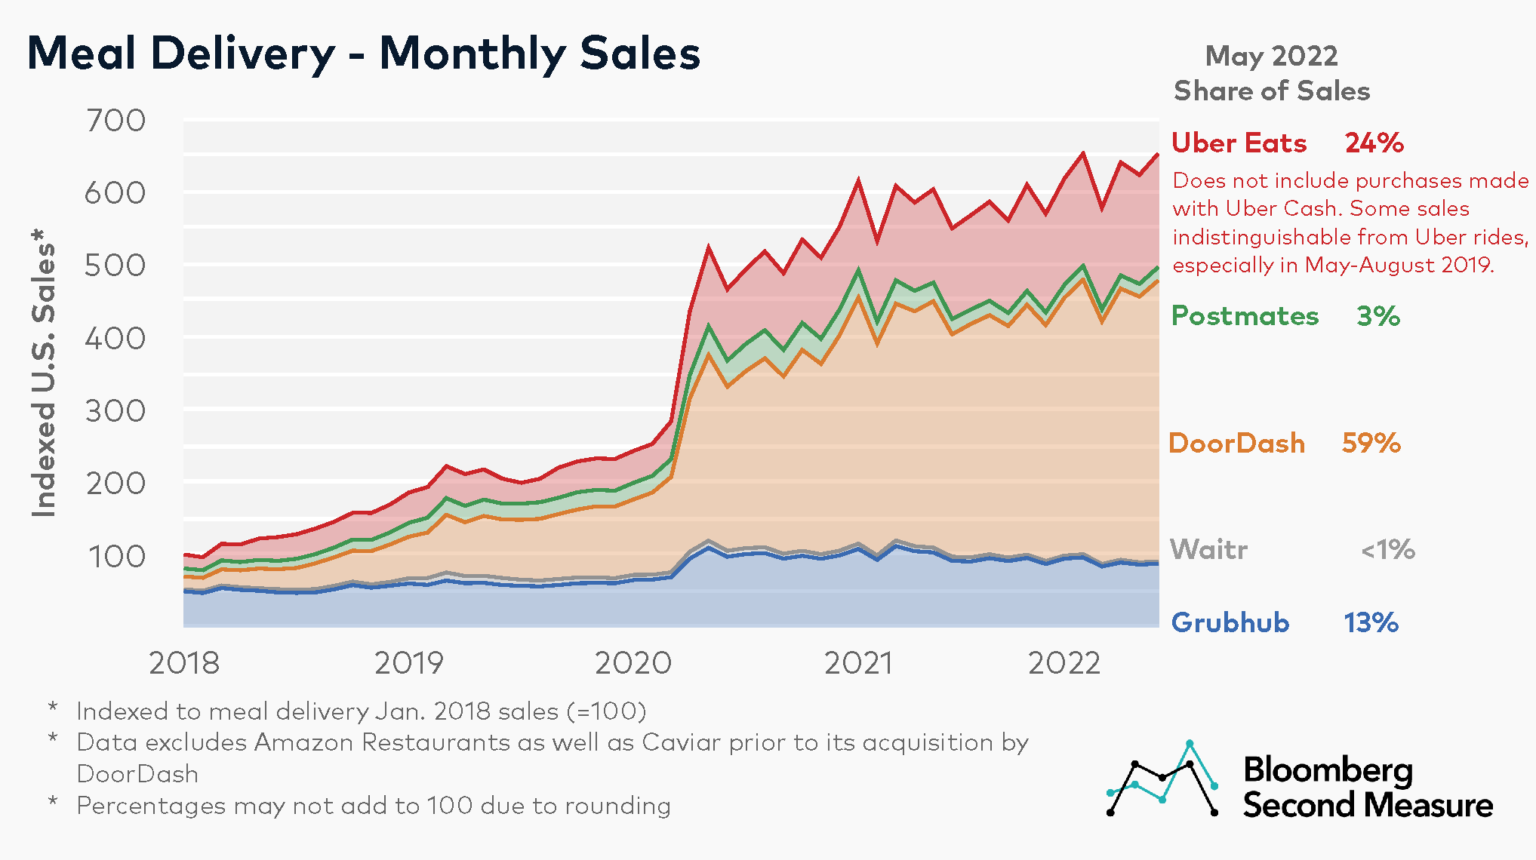 Meal Delivery - Monthly Sales
May 2022
Share of Sales
Indexed U.S. Sales*
700
600
500
400
300
200
100
2018
2019
2020
2021
2022
Uber Eats 24%
Does not include purchases made
with Uber Cash. Some sales
indistinguishable from Uber rides,
especially in May-August 2019.
Postmates 3%
DoorDash 59%
Waitr <1%
Grubhub 13%
* Indexed to meal delivery Jan. 2018 sales (=100)
* Data excludes Amazon Restaurants as well as Caviar prior to its acquisition by
DoorDash
* Percentages may not add to 100 due to rounding
Bloomberg
Second Measure